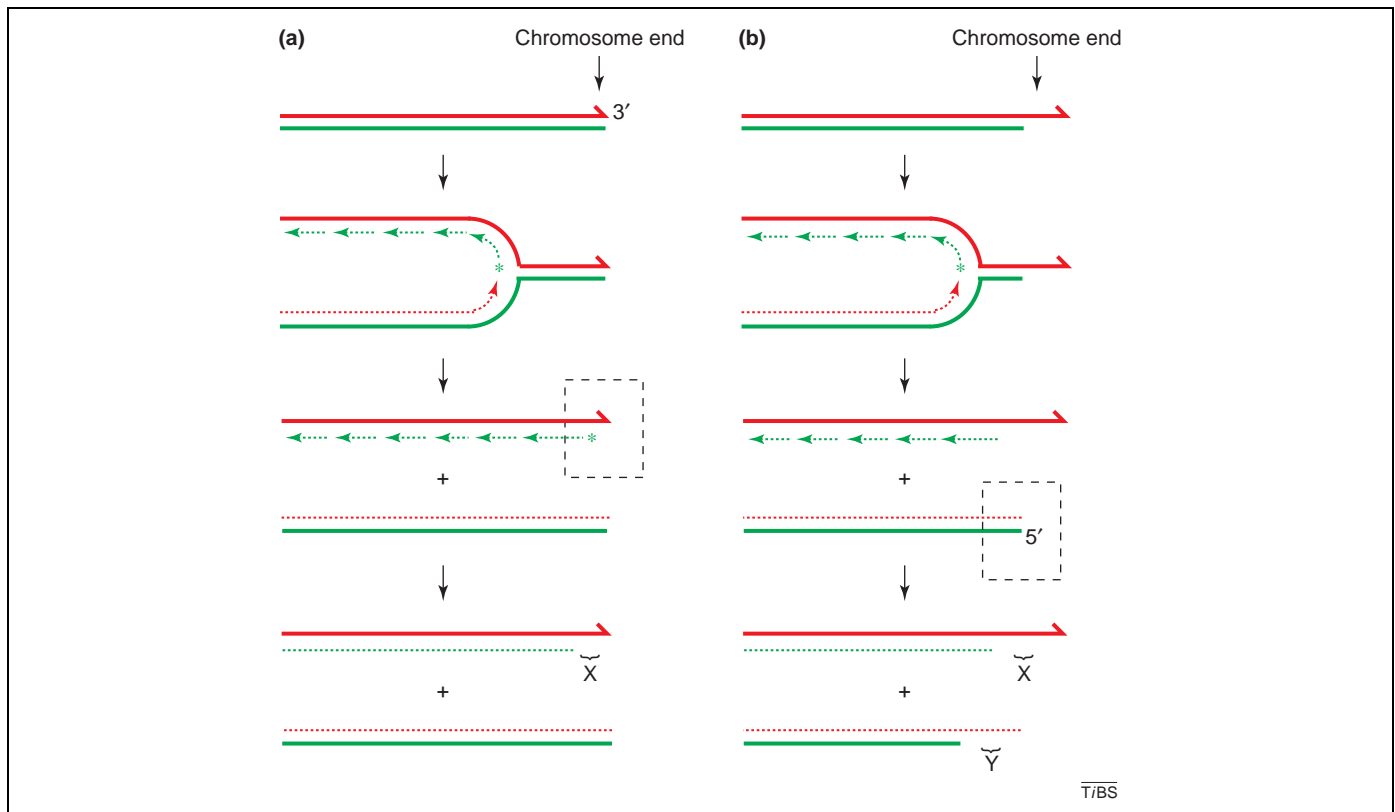 (a) Chromosome end
(b) Chromosome end
3′
*
*
*
+
+
5′
X
X
+
+
Y
TiBS